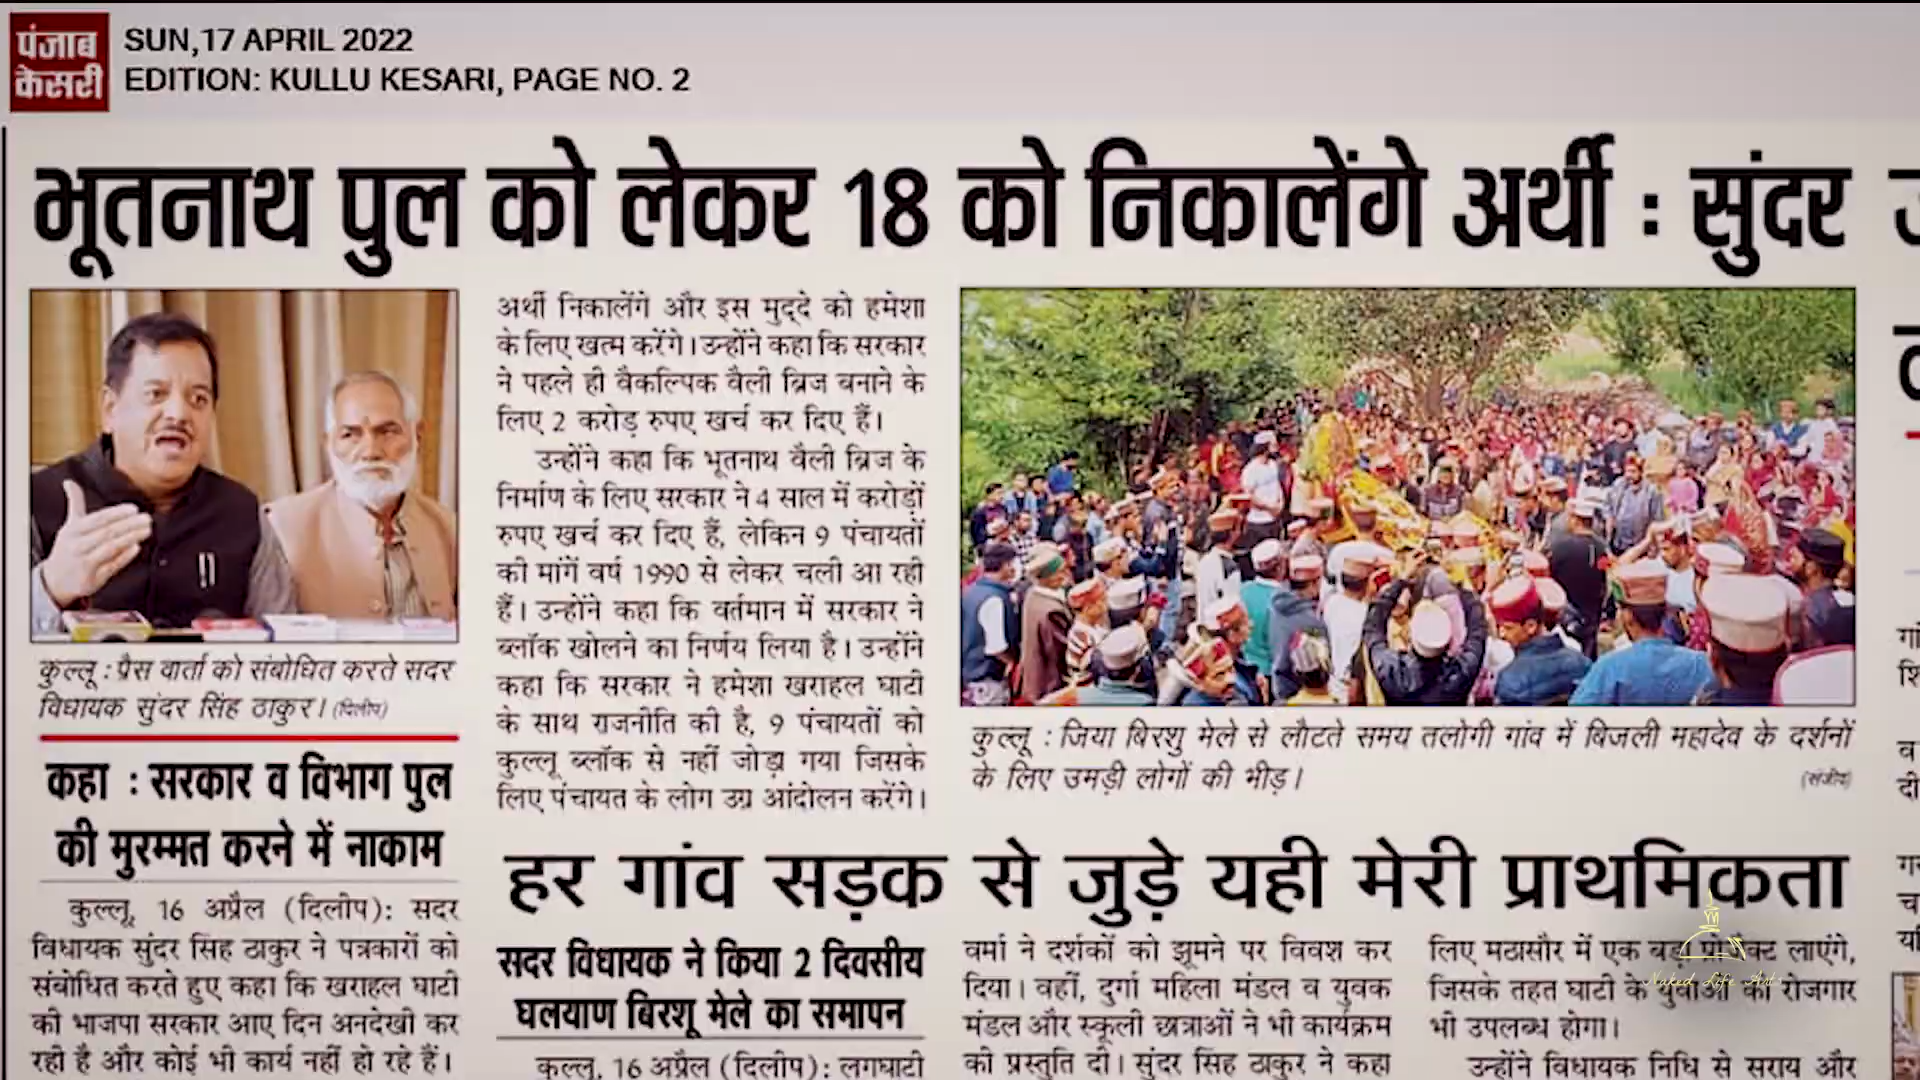 पंजाब
केसरी
SUN,17 APRIL 2022
EDITION: KULLU KESARI, PAGE NO. 2
भूतनाथ पुल को लेकर 18 को निकालेंगे अर्थी : सुंदर
कुल्लू : प्रैस वार्ता को संबोधित करते सदर
विधायक सुंदर सिंह ठाकुर। (दिलीप)
कहा : सरकार व विभाग पुल
की मुरम्मत करने में नाकाम
कुल्लू, 16 अप्रैल (दिलीप): सदर
विधायक सुंदर सिंह ठाकुर ने पत्रकारों को
संबोधित करते हुए कहा कि खराहल घाटी
की भाजपा सरकार आए दिन अनदेखी कर
रही है और कोई भी कार्य नहीं हो रहे हैं।
अर्थी निकालेंगे और इस मुद्दे को हमेशा
के लिए खत्म करेंगे। उन्होंने कहा कि सरकार
ने पहले ही वैकल्पिक वैली ब्रिज बनाने के
लिए 2 करोड़ रुपए खर्च कर दिए हैं।
उन्होंने कहा कि भूतनाथ वैली ब्रिज के
निर्माण के लिए सरकार ने 4 साल में करोड़ों
रुपए खर्च कर दिए हैं, लेकिन 9 पंचायतों
की मांगें वर्ष 1990 से लेकर चली आ रही
हैं। उन्होंने कहा कि वर्तमान में सरकार ने
ब्लॉक खोलने का निर्णय लिया है। उन्होंने
कहा कि सरकार ने हमेशा खराहल घाटी
के साथ राजनीति की है, 9 पंचायतों को
कुल्लू ब्लॉक से नहीं जोड़ा गया जिसके
लिए पंचायत के लोग उग्र आंदोलन करेंगे।
कुल्लू : जिया बिरशु मेले से लौटते समय तलोगी गांव में बिजली महादेव के दर्शनों
के लिए उमड़ी लोगों की भीड़।
(संजीव)
हर गांव सड़क से जुड़े यही मेरी प्राथमिकता
सदर विधायक ने किया 2 दिवसीय
घलयाण बिरशू मेले का समापन
कुल्लू, 16 अप्रैल (दिलीप): लगघाटी
वर्मा ने दर्शकों को झूमने पर विवश कर
दिया। वहीं, दुर्गा महिला मंडल व युवक
मंडल और स्कूली छात्राओं ने भी कार्यक्रम
की प्रस्तुति दी। सुंदर सिंह ठाकुर ने कहा
लिए मठासौर में एक बड़ा प्रोजैक्ट लाएंगे,
जिसके तहत घाटी के युवाओं को रोजगार
भी उपलब्ध होगा।
उन्होंने विधायक निधि से सराय और
Naked Life Arts